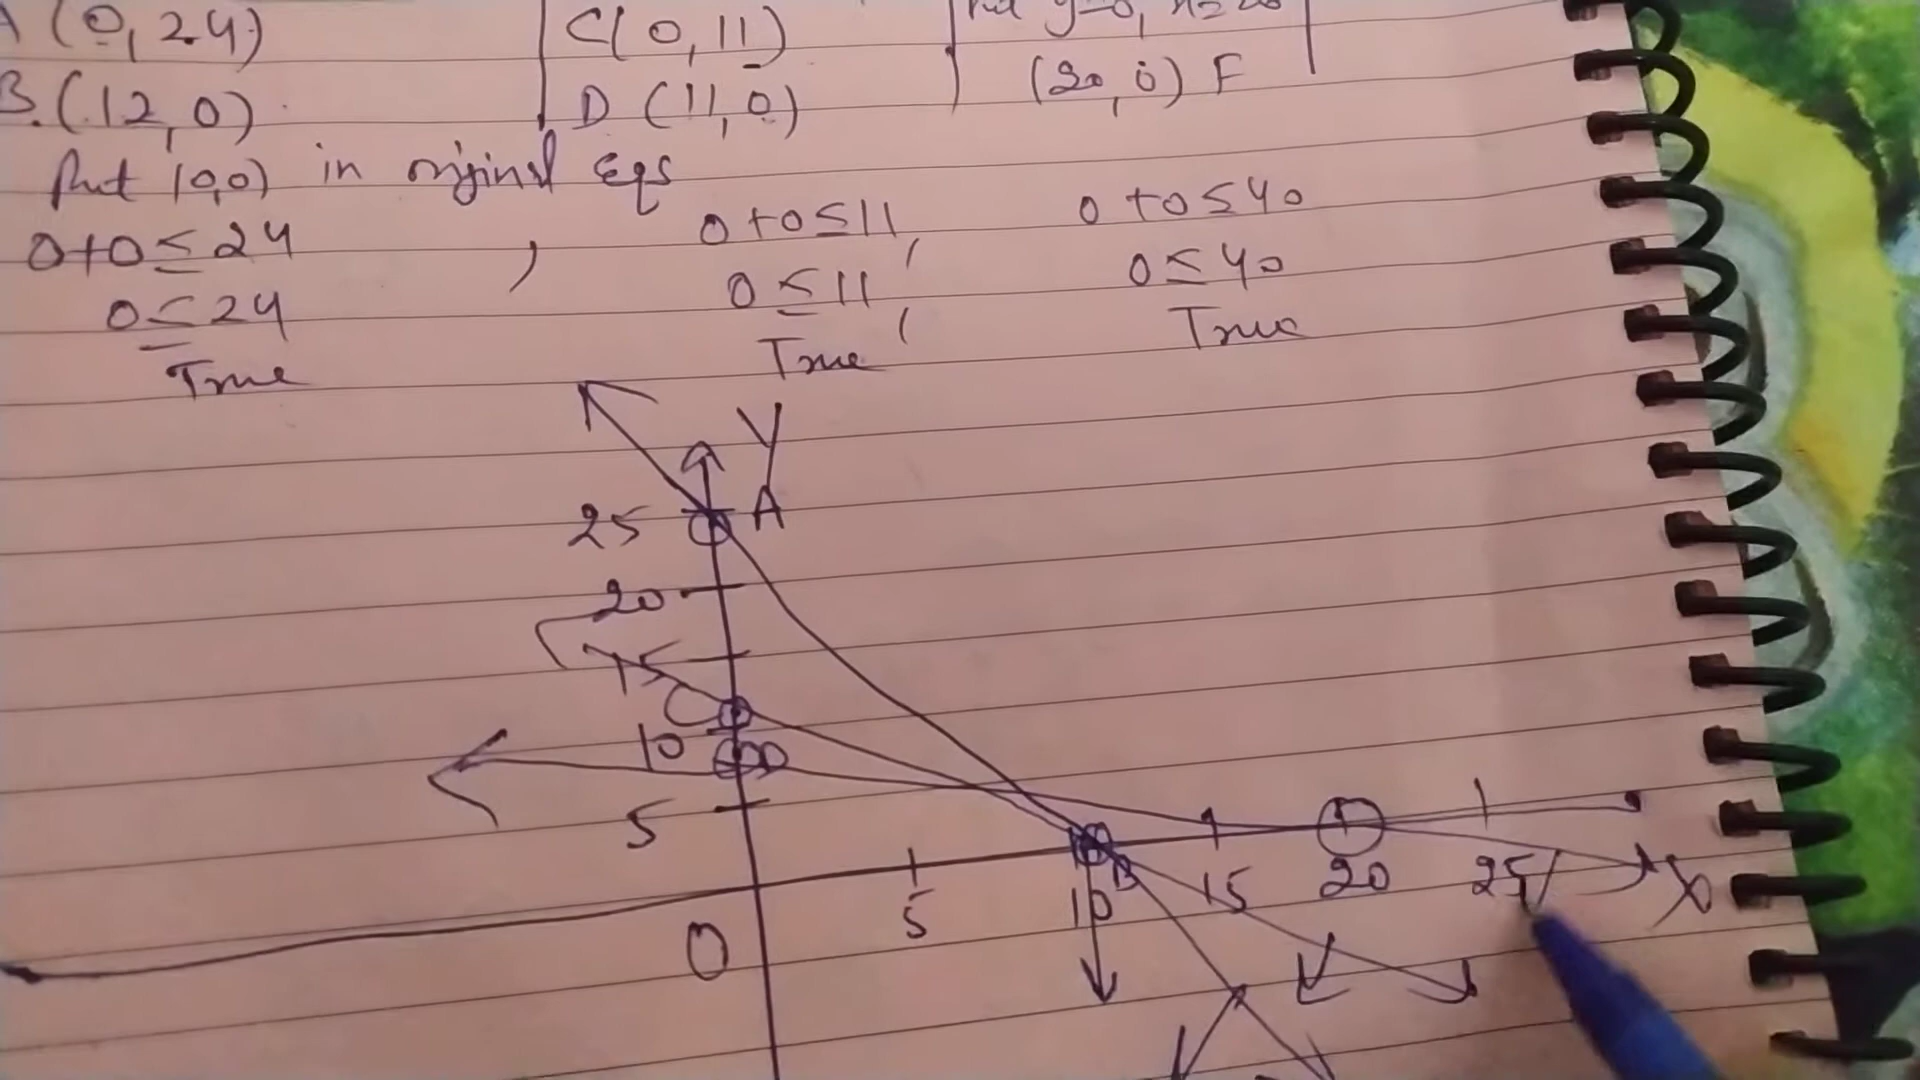 A (0,24) C(0,11) Put y=0, x=20
B.(12,0) D (11,0) (20,0) F
Put (0,0) in original Eqs
0+0≤24 , 0+0≤11, 0+0≤40
0≤24 0≤11, 0≤40
True True True
Y
25 A
20
15
C
10 D
5
B
O 5 10 15 20 25 X